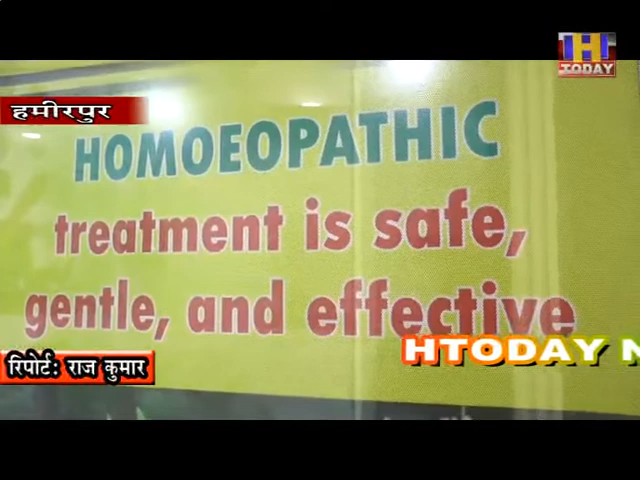 H
TODAY
हमीरपुर
HOMOEOPATHIC
treatment is safe,
gentle, and effective
HTODAY N
रिपोर्ट: राज कुमार